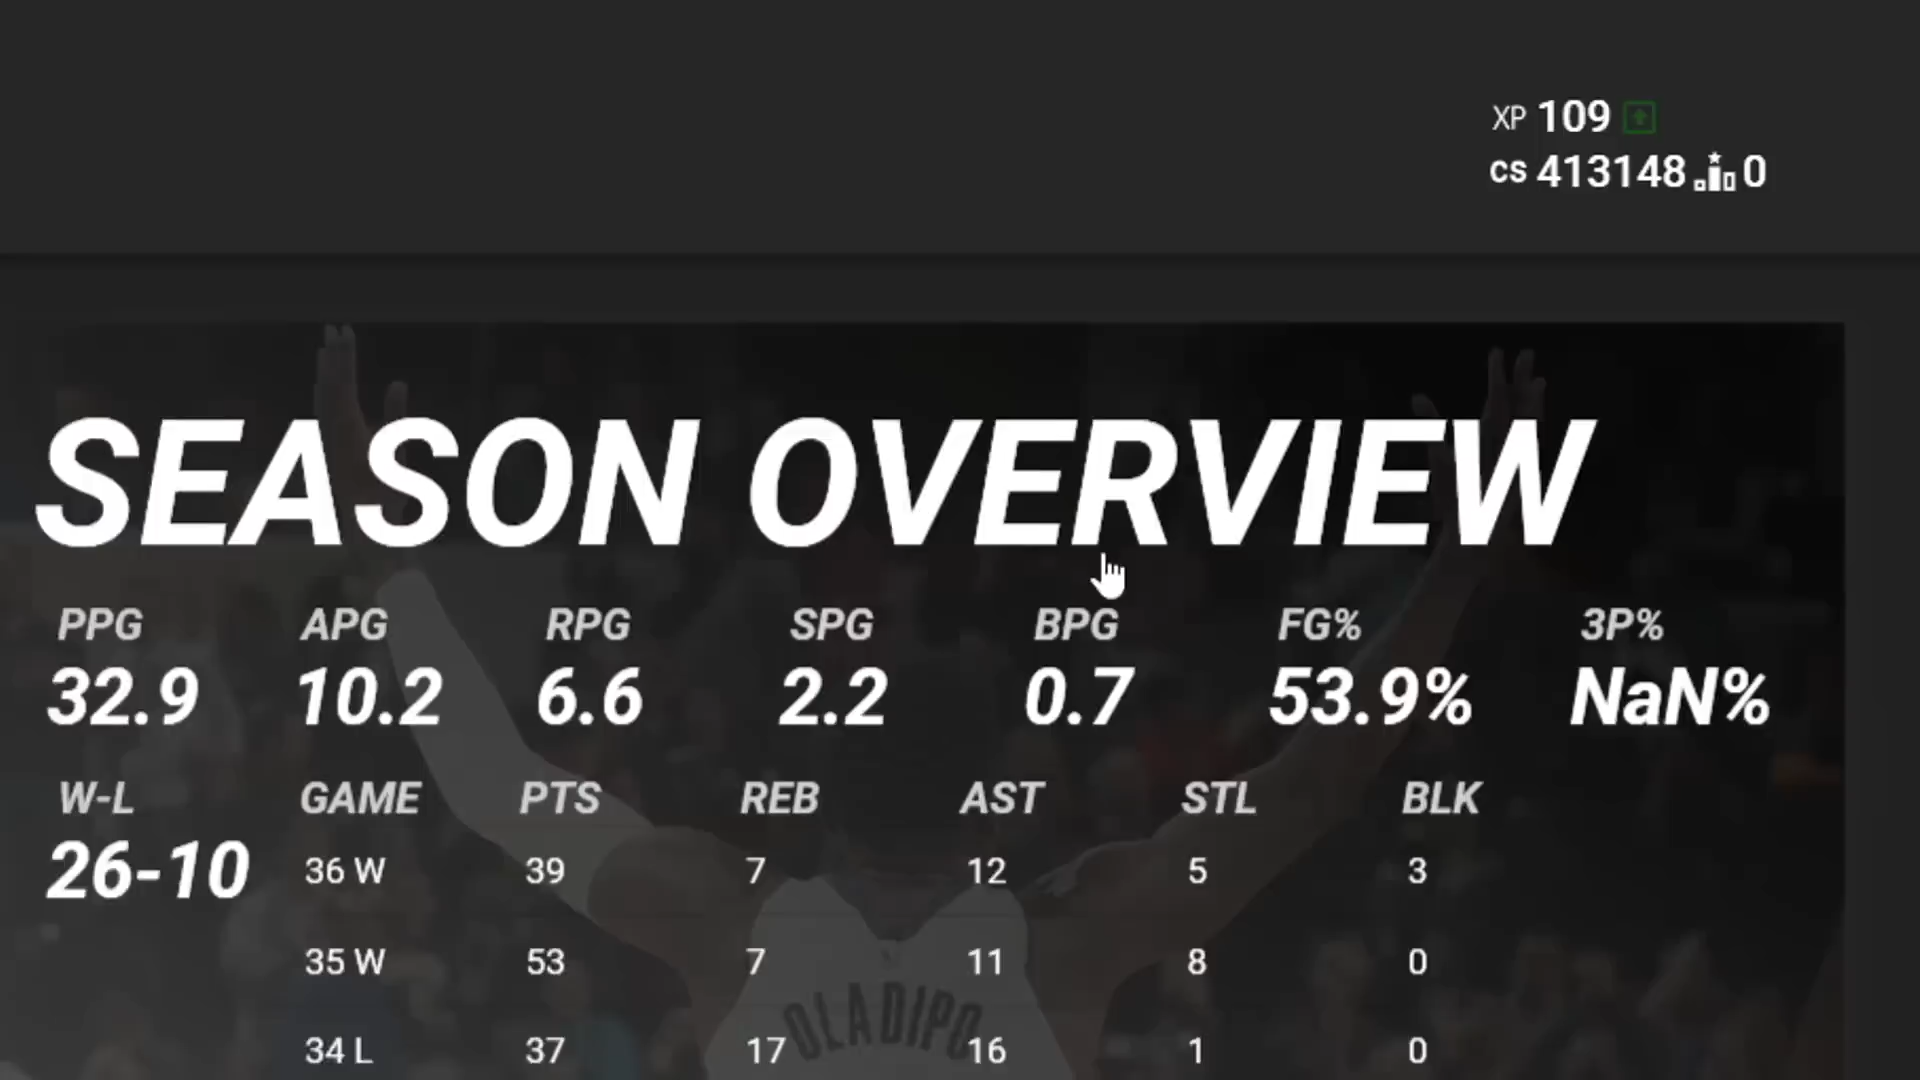 XP 109
CS 413148 0
SEASON OVERVIEW
PPG APG RPG SPG BPG FG% 3P%
32.9 10.2 6.6 2.2 0.7 53.9% NaN%
W-L GAME PTS REB AST STL BLK
26-10 36 W 39 7 12 5 3
35 W 53 7 11 8 0
OLADIPO
34 L 37 17 16 1 0